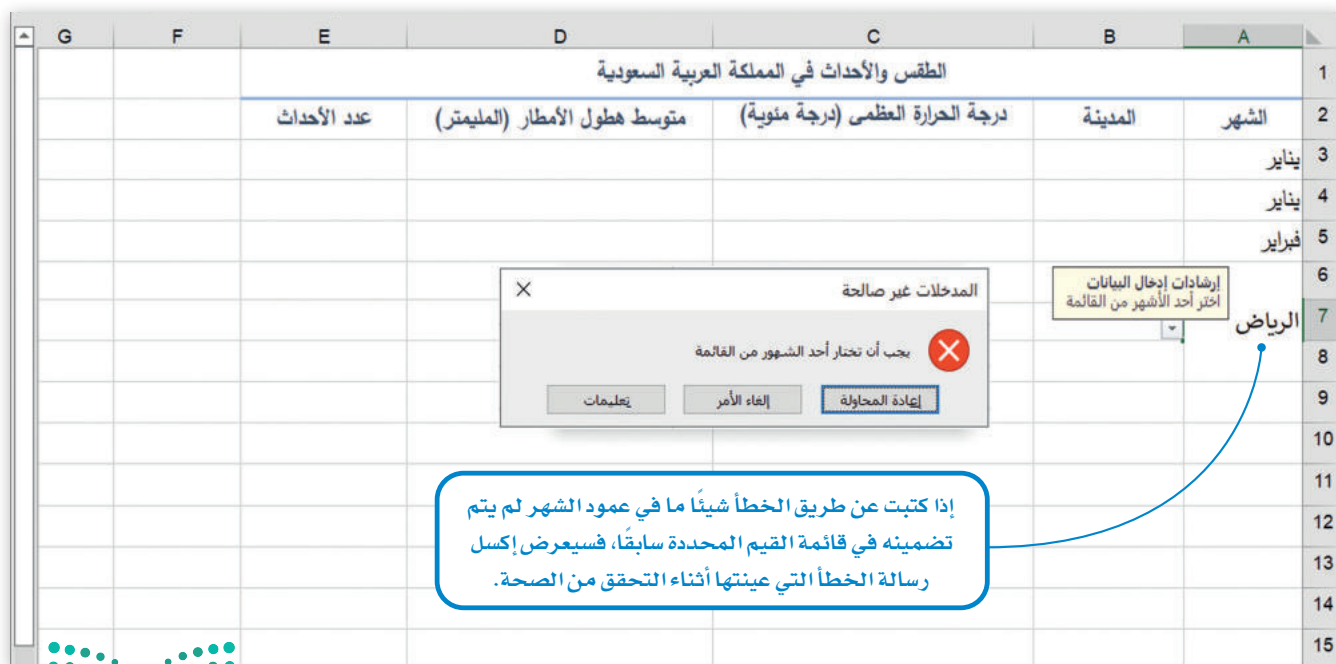 A B C D E F G
1 الطقس والأحداث في المملكة العربية السعودية
2 الشهر المدينة درجة الحرارة العظمى (درجة مئوية) متوسط هطول الأمطار (المليمتر) عدد الأحداث
3 يناير
4 يناير
5 فبراير
6
إرشادات إدخال البيانات
اختر أحد الأشهر من القائمة
7 الرياض
8
9
10
11
12
13
14
15
المدخلات غير صالحة
يجب أن تختار أحد الشهور من القائمة
إعادة المحاولة إلغاء الأمر تعليمات
إذا كتبت عن طريق الخطأ شيئًا ما في عمود الشهر لم يتم
تضمينه في قائمة القيم المحددة سابقًا، فسيعرض إكسل
رسالة الخطأ التي عينتها أثناء التحقق من الصحة.